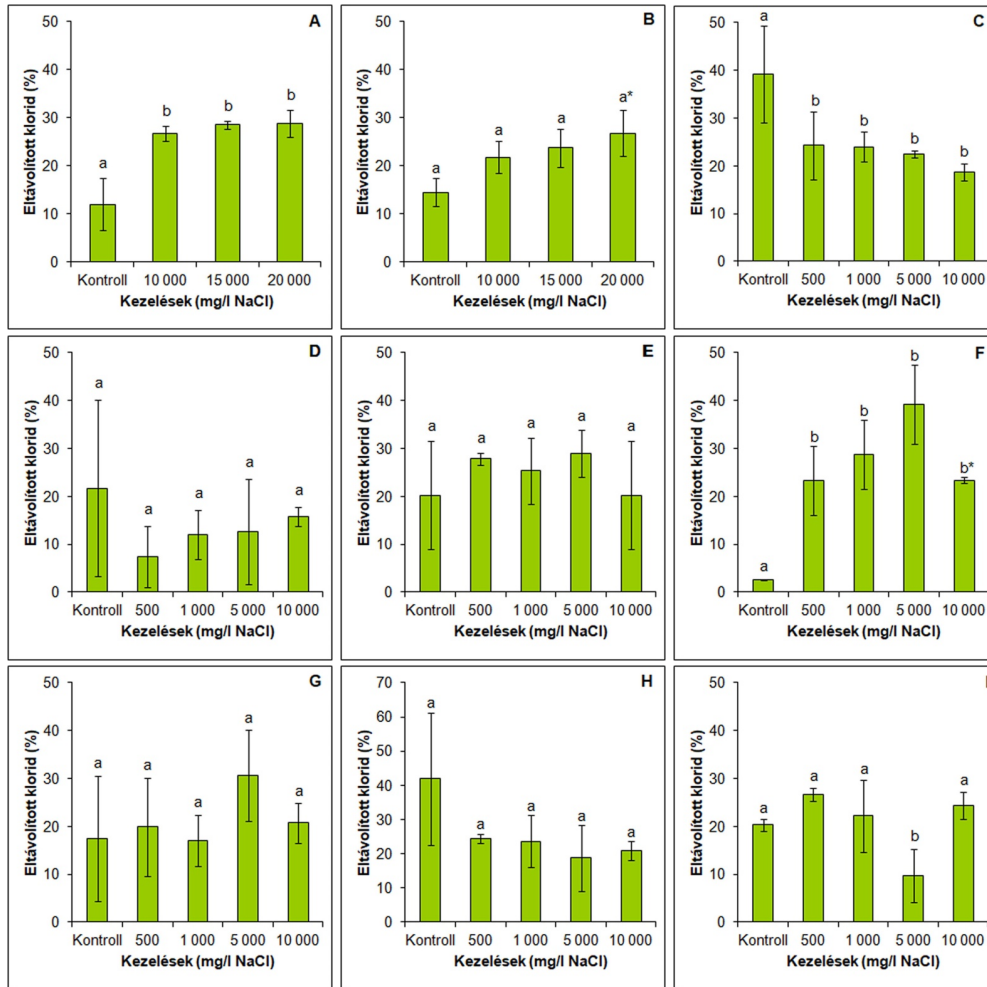 A
Eltávolított klorid (%)
50
40
30
20
10
0
a
b
b
b
Kontroll 10 000 15 000 20 000
Kezelések (mg/l NaCl)
B
Eltávolított klorid (%)
50
40
30
20
10
0
a
a
a
a*
Kontroll 10 000 15 000 20 000
Kezelések (mg/l NaCl)
C
Eltávolított klorid (%)
50
40
30
20
10
0
a
b
b
b
b
Kontroll 500 1 000 5 000 10 000
Kezelések (mg/l NaCl)
D
Eltávolított klorid (%)
50
40
30
20
10
0
a
a
a
a
a
Kontroll 500 1 000 5 000 10 000
Kezelések (mg/l NaCl)
E
Eltávolított klorid (%)
50
40
30
20
10
0
a
a
a
a
a
Kontroll 500 1 000 5 000 10 000
Kezelések (mg/l NaCl)
F
Eltávolított klorid (%)
50
40
30
20
10
0
a
b
b
b
b*
Kontroll 500 1 000 5 000 10 000
Kezelések (mg/l NaCl)
G
Eltávolított klorid (%)
50
40
30
20
10
0
a
a
a
a
a
Kontroll 500 1 000 5 000 10 000
Kezelések (mg/l NaCl)
H
Eltávolított klorid (%)
70
60
50
40
30
20
10
0
a
a
a
a
a
Kontroll 500 1 000 5 000 10 000
Kezelések (mg/l NaCl)
I
Eltávolított klorid (%)
50
40
30
20
10
0
a
a
a
b
a
Kontroll 500 1 000 5 000 10 000
Kezelések (mg/l NaCl)